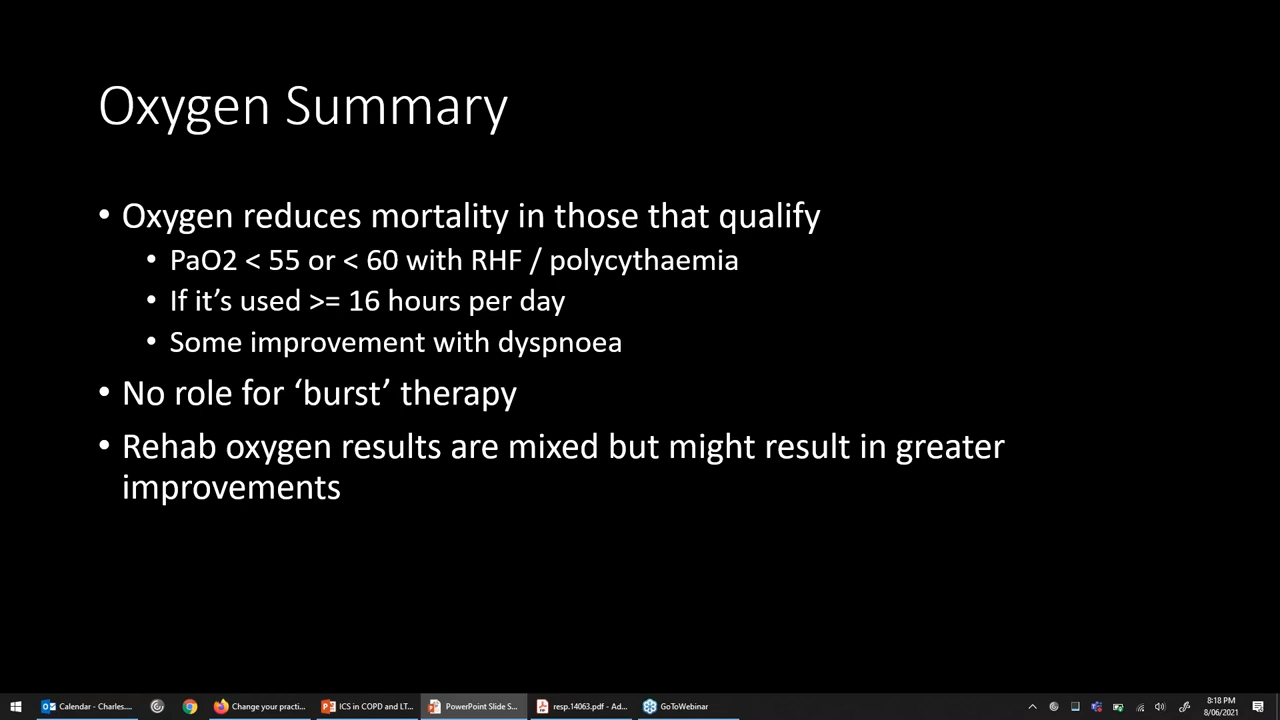 Oxygen Summary
• Oxygen reduces mortality in those that qualify
• PaO2 < 55 or < 60 with RHF / polycythaemia
• If it’s used >= 16 hours per day
• Some improvement with dyspnoea
• No role for ‘burst’ therapy
• Rehab oxygen results are mixed but might result in greater
improvements
Calendar - Charles.... Change your practi... ICS in COPD and LT... PowerPoint Slide S... resp.14063.pdf - Ad... GoToWebinar 8:18 PM
8/06/2021